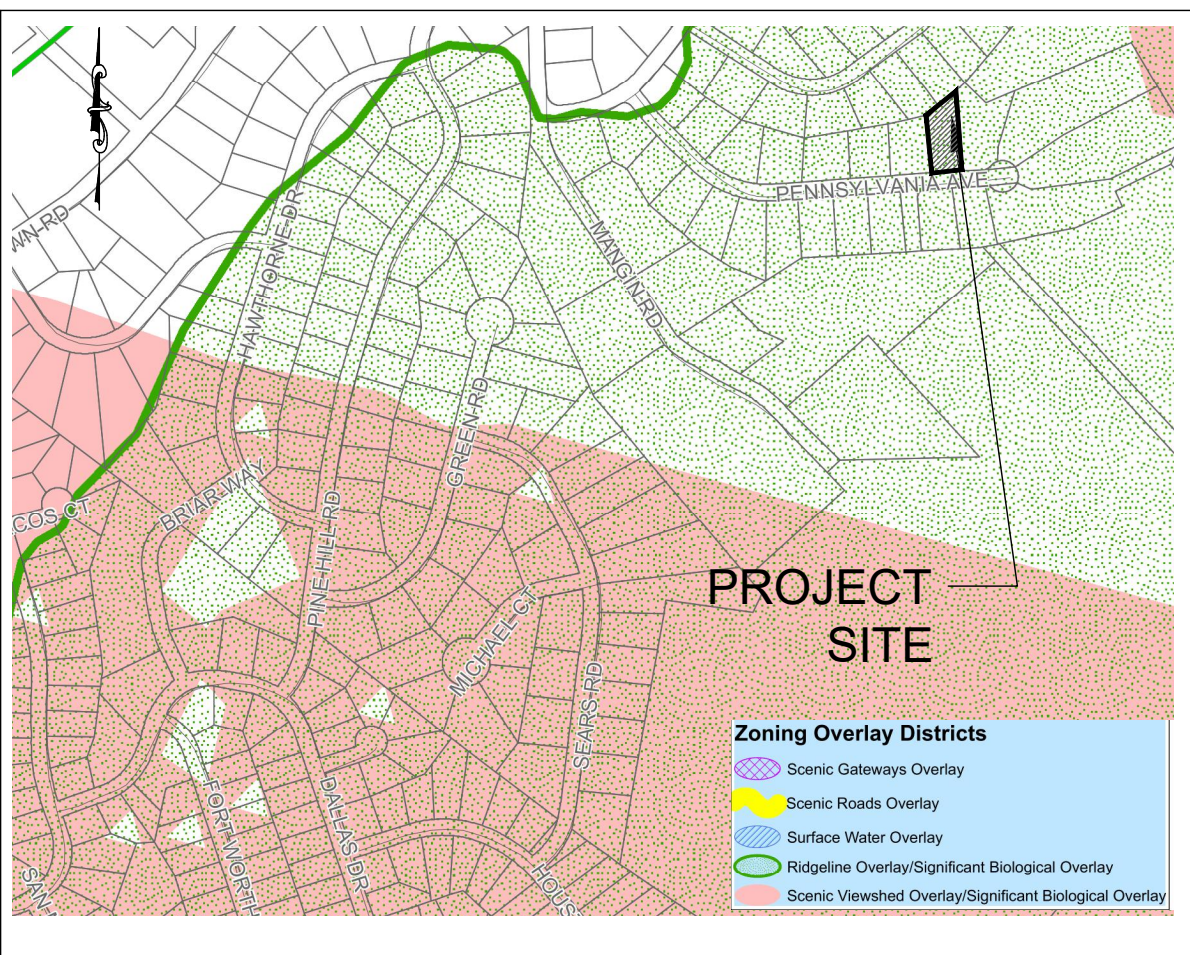 HAWTHORNE DR
PENNSYLVANIA AVE
MANGIN RD
GREEN RD
BRIAR WAY
PINE HILL RD
MICHAEL CT
SEARS RD
PROJECT
SITE
FORT WORTH
DALLAS DR
Zoning Overlay Districts
Scenic Gateways Overlay
Scenic Roads Overlay
Surface Water Overlay
Ridgeline Overlay/Significant Biological Overlay
Scenic Viewshed Overlay/Significant Biological Overlay